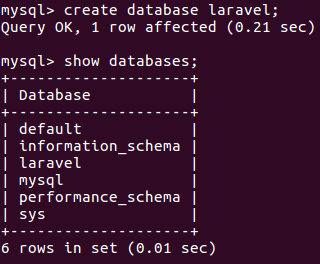 mysql> create database laravel;
Query OK, 1 row affected (0.21 sec)

mysql> show databases;
+--------------------+
| Database           |
+--------------------+
| default            |
| information_schema |
| laravel            |
| mysql              |
| performance_schema |
| sys                |
+--------------------+
6 rows in set (0.01 sec)